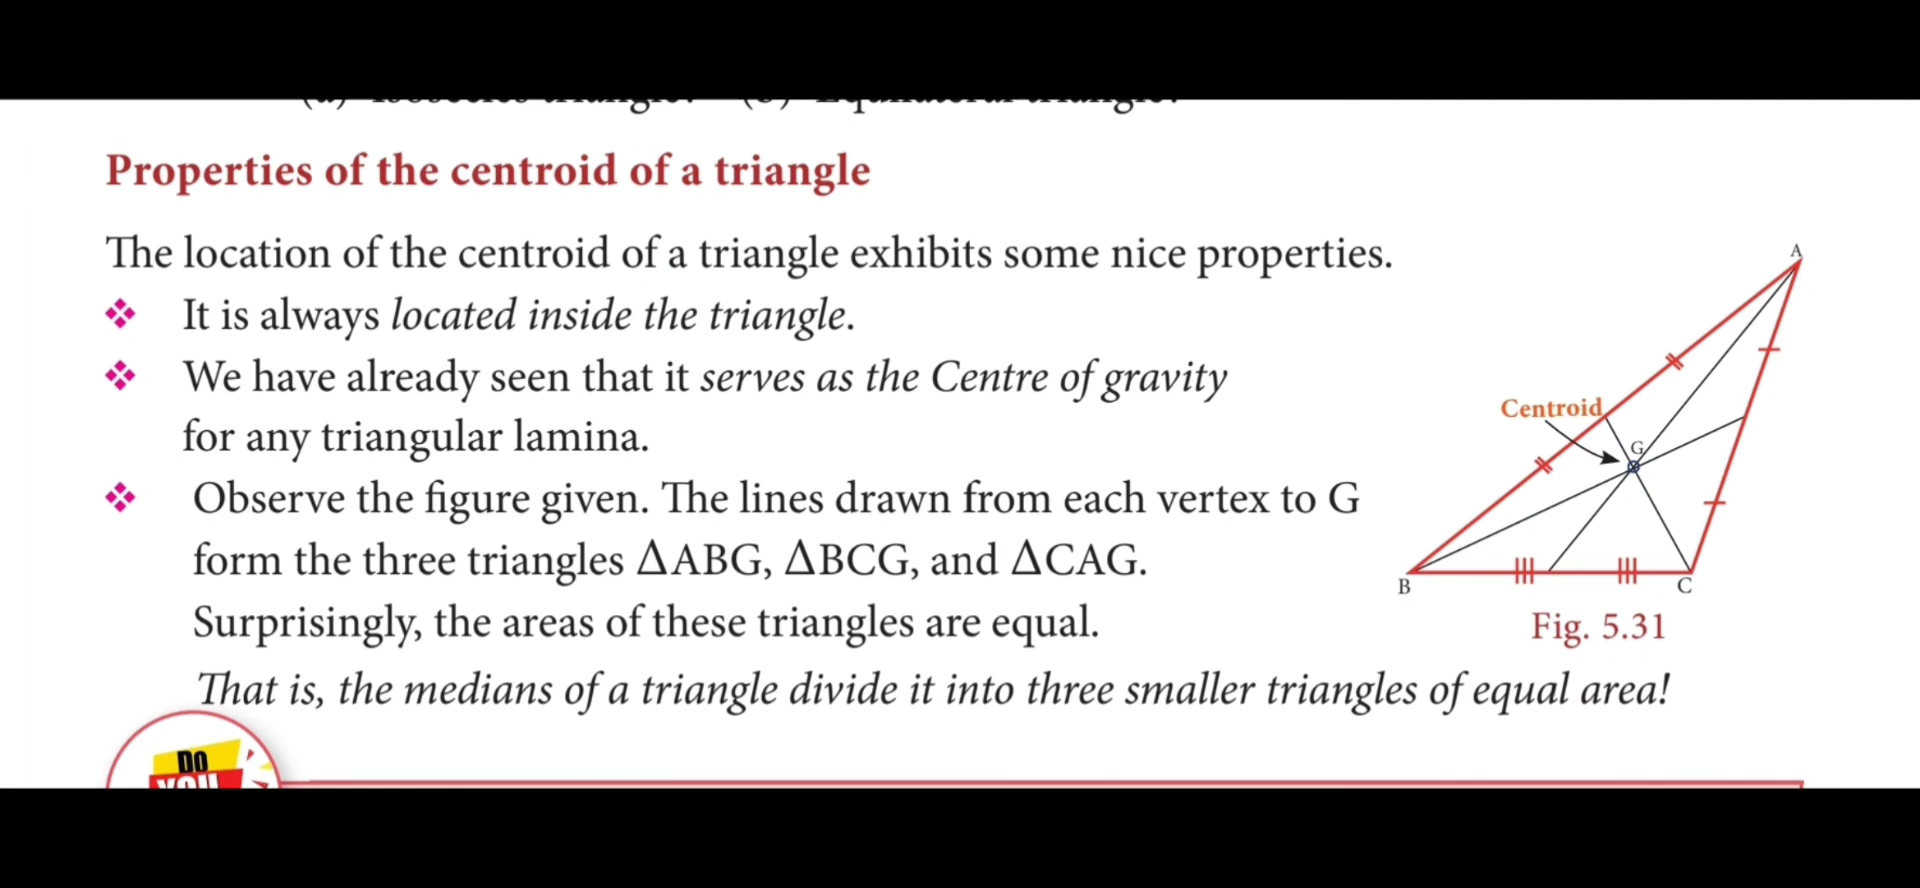 Properties of the centroid of a triangle
The location of the centroid of a triangle exhibits some nice properties.
❖ It is always located inside the triangle.
❖ We have already seen that it serves as the Centre of gravity
for any triangular lamina.
❖ Observe the figure given. The lines drawn from each vertex to G
form the three triangles ΔABG, ΔBCG, and ΔCAG.
Surprisingly, the areas of these triangles are equal.
That is, the medians of a triangle divide it into three smaller triangles of equal area!
A
Centroid
G
B
C
Fig. 5.31
DO
YOU